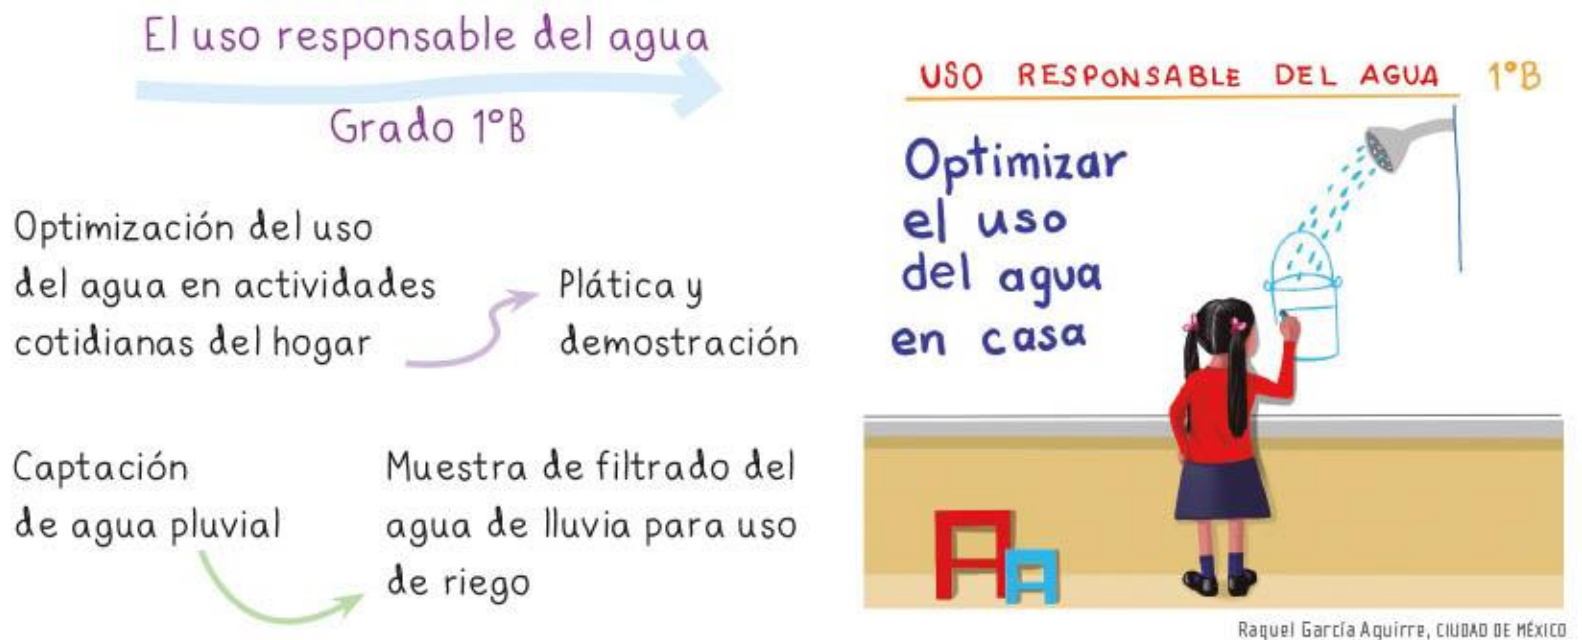 El uso responsable del agua
Grado 1°B
Optimización del uso
del agua en actividades
cotidianas del hogar
Plática y
demostración
Captación
de agua pluvial
Muestra de filtrado del
agua de lluvia para uso
de riego
USO RESPONSABLE DEL AGUA 1°B
Optimizar
el uso
del agua
en casa
Raquel García Aguirre, CIUDAD DE MÉXICO